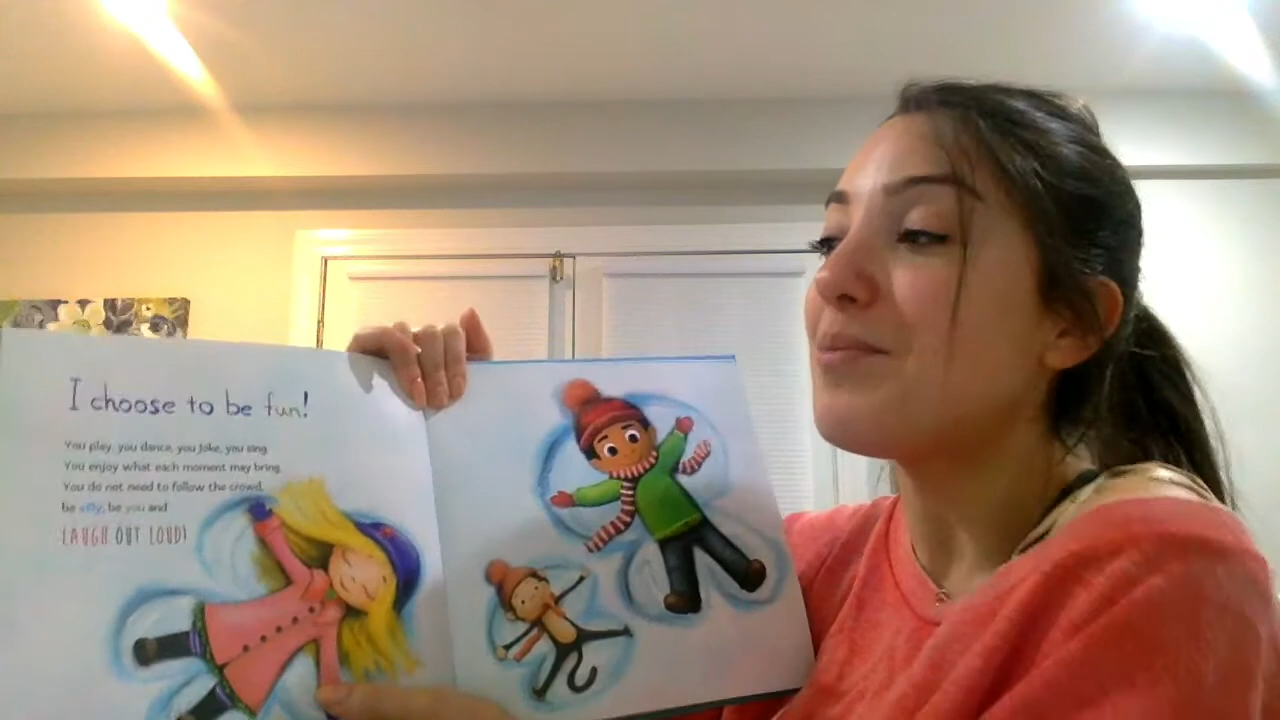 I choose to be fun!
You play, you dance, you joke, you sing.
You enjoy what each moment may bring.
You do not need to follow the crowd,
be silly, be you and
LAUGH OUT LOUD!